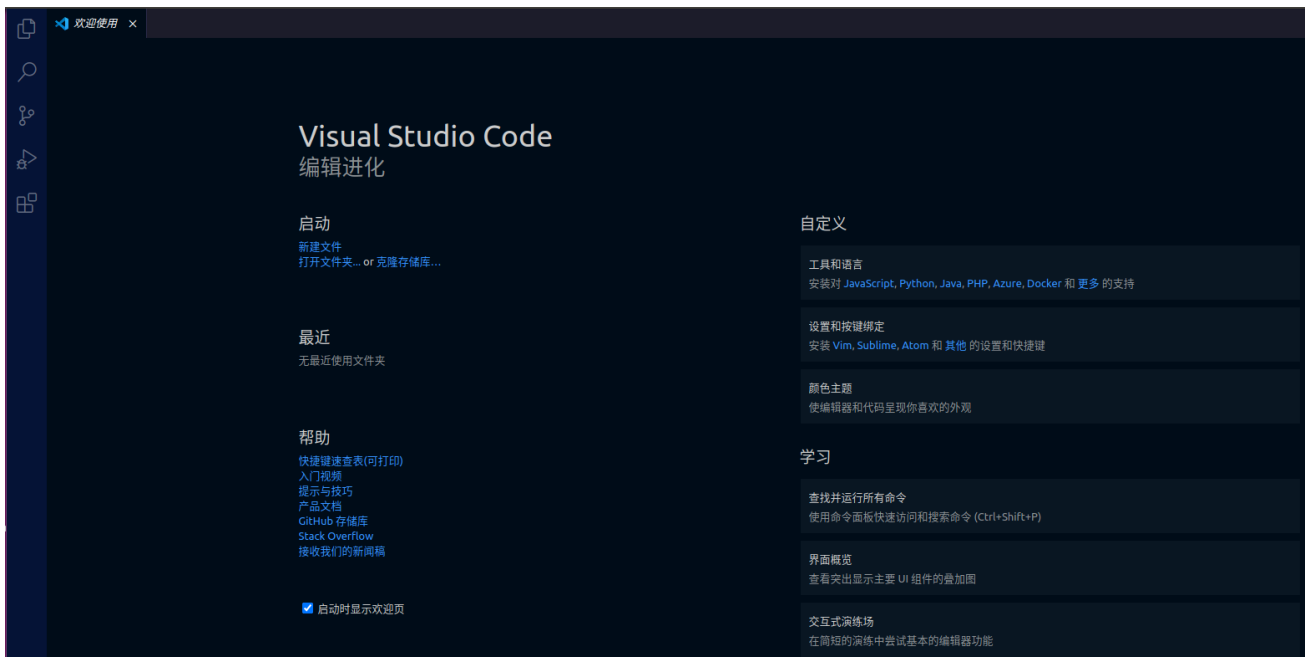 欢迎使用
Visual Studio Code
编辑进化
启动
新建文件
打开文件夹... or 克隆存储库...
最近
无最近使用文件夹
帮助
快捷键速查表(可打印)
入门视频
提示与技巧
产品文档
GitHub 存储库
Stack Overflow
接收我们的新闻稿
启动时显示欢迎页
自定义
工具和语言
安装对 JavaScript, Python, Java, PHP, Azure, Docker 和 更多 的支持
设置和按键绑定
安装 Vim, Sublime, Atom 和 其他 的设置和快捷键
颜色主题
使编辑器和代码呈现你喜欢的外观
学习
查找并运行所有命令
使用命令面板快速访问和搜索命令 (Ctrl+Shift+P)
界面概览
查看突出显示主要 UI 组件的叠加图
交互式演练场
在简短的演练中尝试基本的编辑器功能